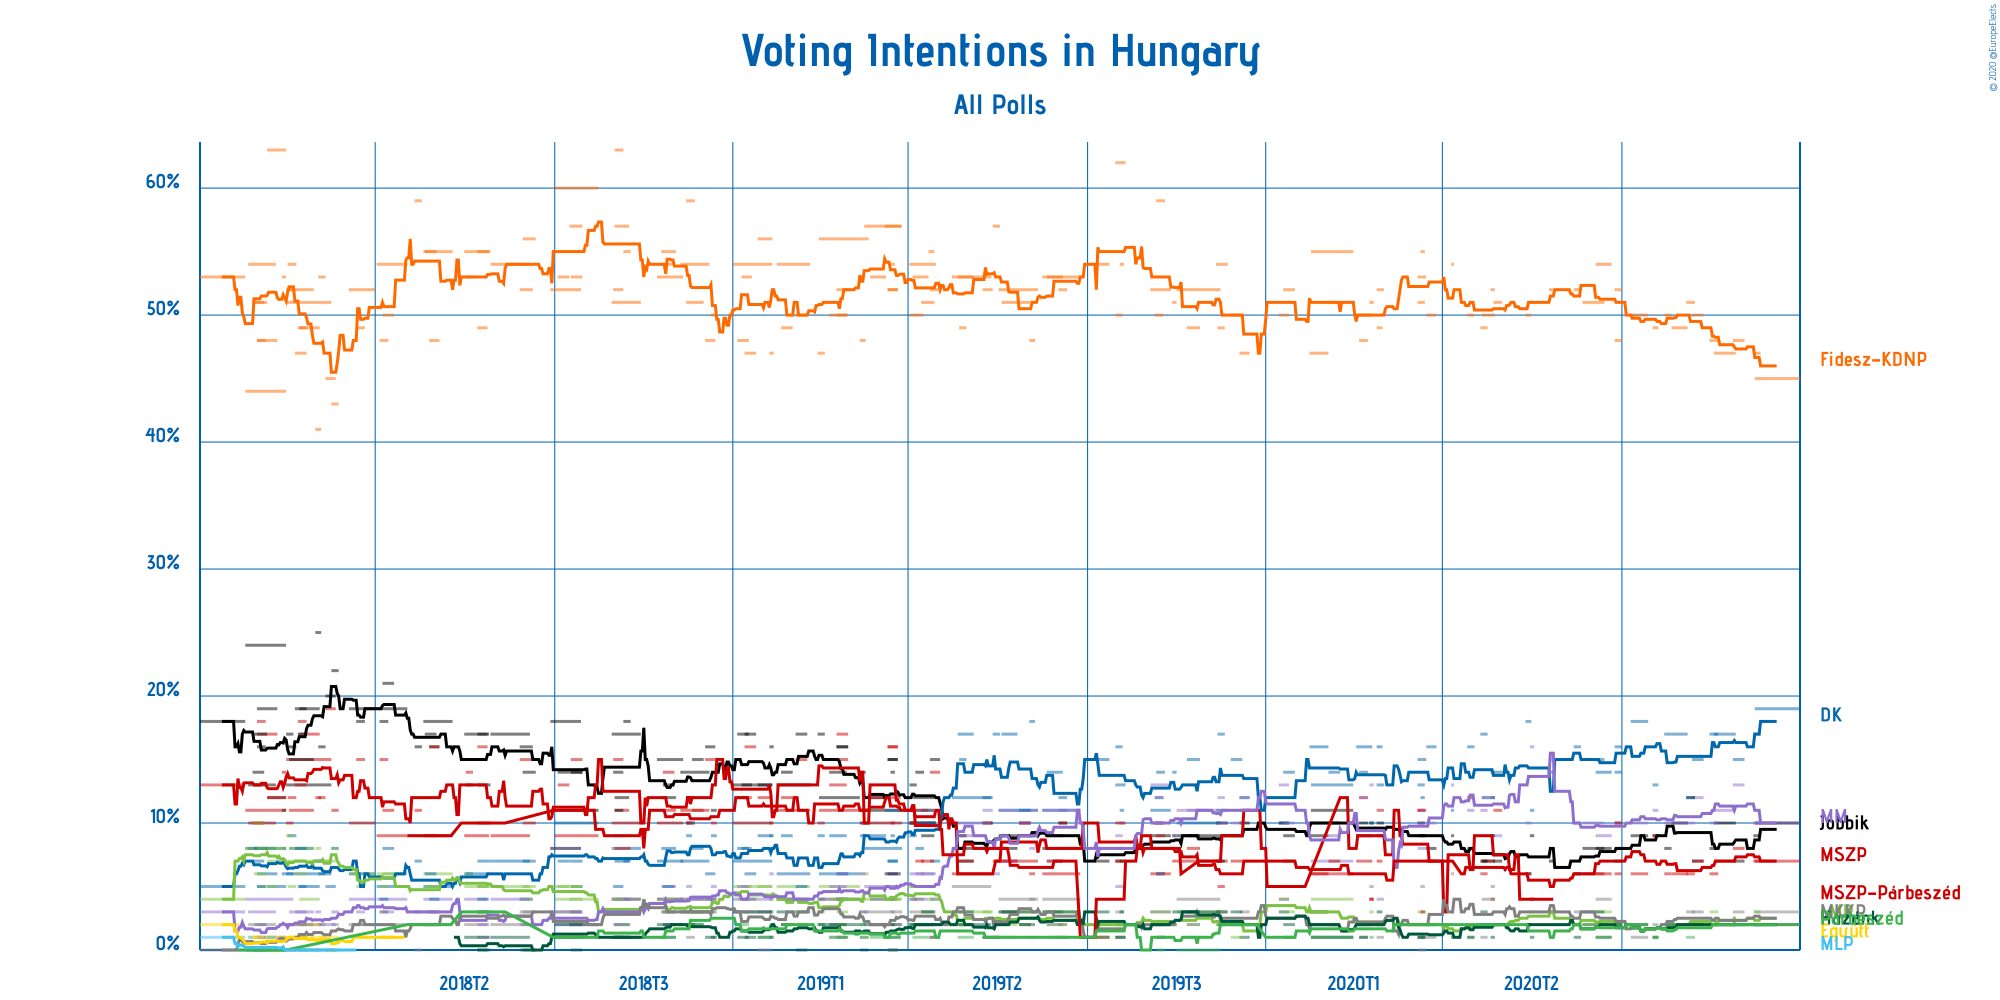 © 2020 @EuropeElects
Voting Intentions in Hungary
All Polls
60%
50%
40%
30%
20%
10%
0%
Fidesz-KDNP
DK
MM
Jobbik
MSZP
MSZP-Párbeszéd
MKKP
MLP
2018T2
2018T3
2019T1
2019T2
2019T3
2020T1
2020T2